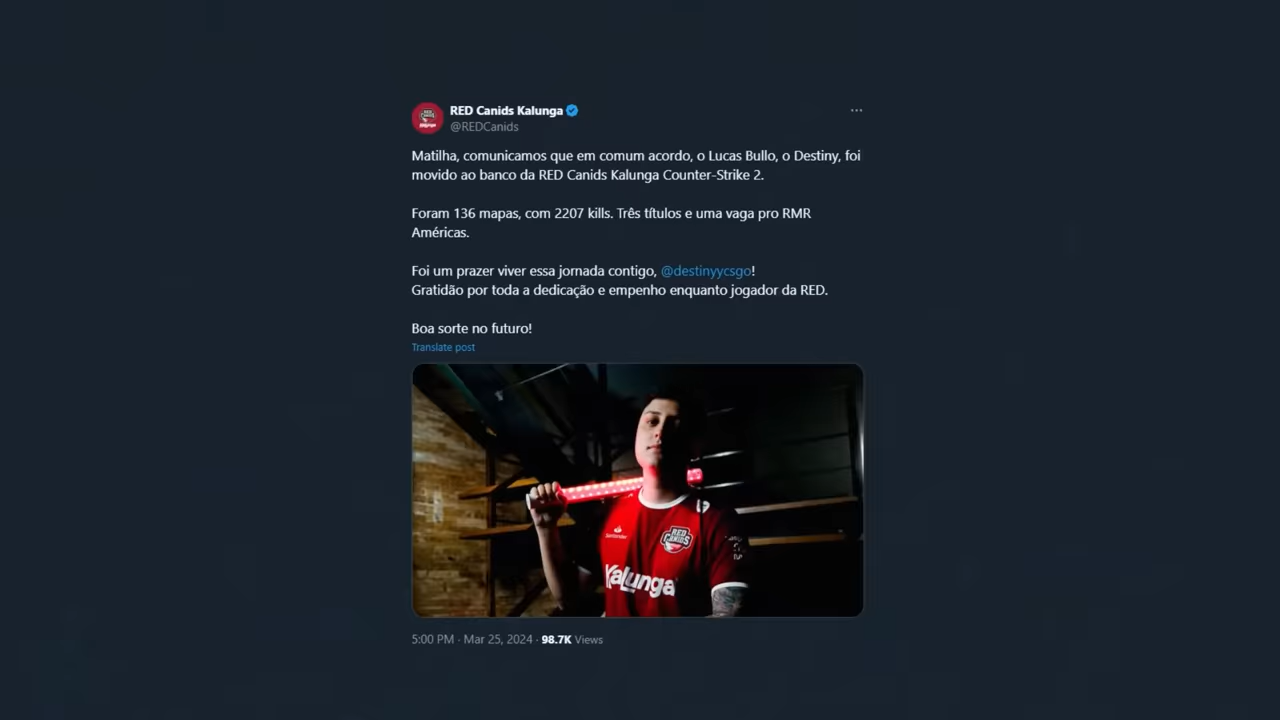 RED Canids Kalunga
@REDCanids
Matilha, comunicamos que em comum acordo, o Lucas Bullo, o Destiny, foi
movido ao banco da RED Canids Kalunga Counter-Strike 2.
Foram 136 mapas, com 2207 kills. Três títulos e uma vaga pro RMR
Américas.
Foi um prazer viver essa jornada contigo, @destinyycsgo!
Gratidão por toda a dedicação e empenho enquanto jogador da RED.
Boa sorte no futuro!
Translate post
Santander
RED
CANIDS
Kalunga
5:00 PM · Mar 25, 2024 · 98.7K Views